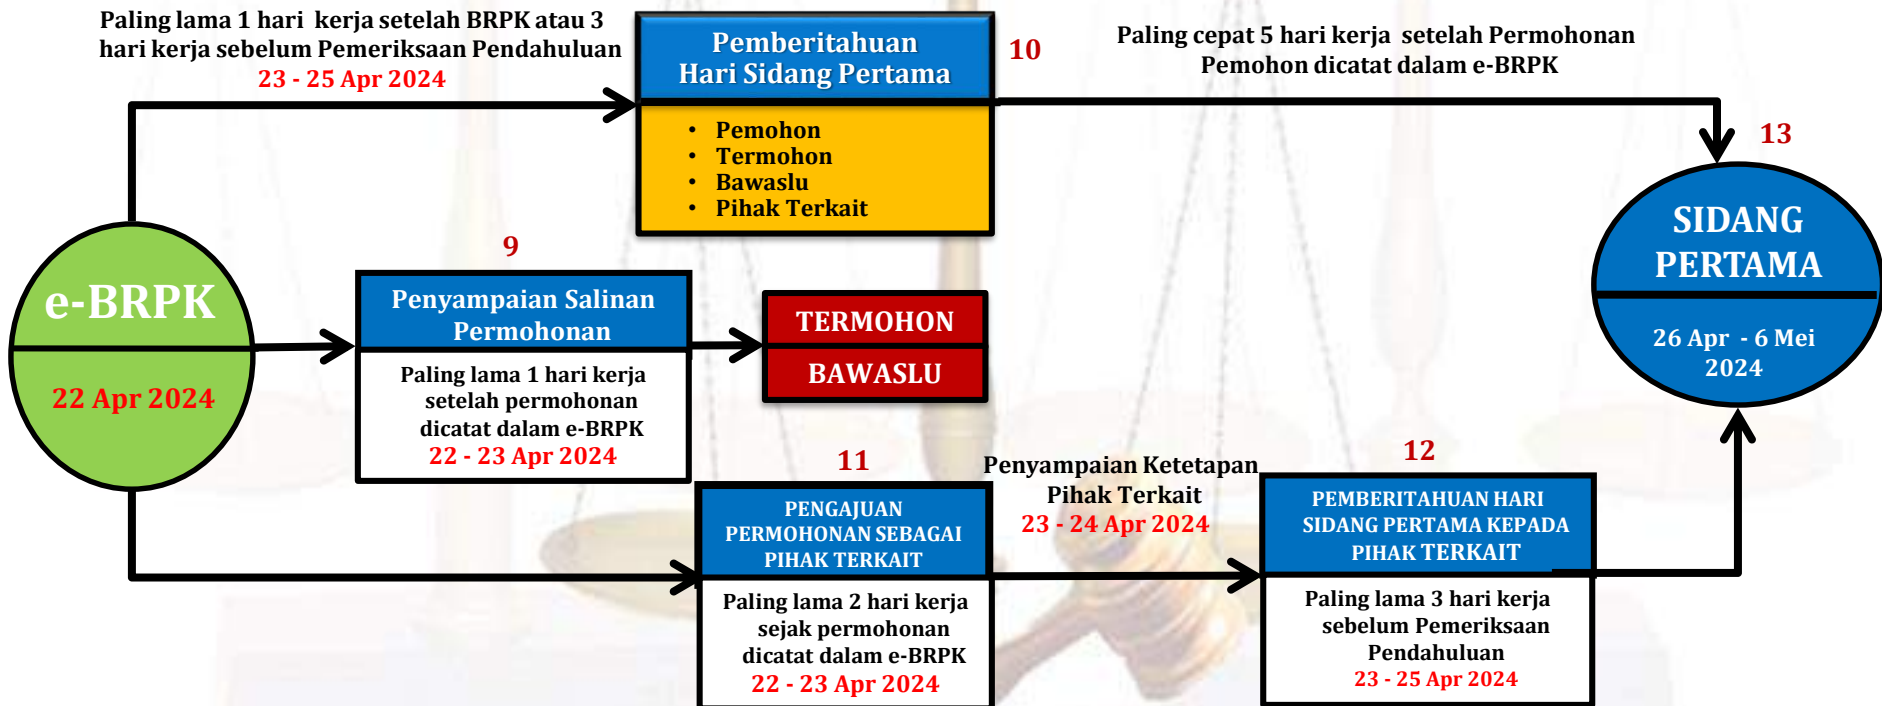 Paling lama 1 hari kerja setelah BRPK atau 3
hari kerja sebelum Pemeriksaan Pendahuluan
23 - 25 Apr 2024
Pemberitahuan
Hari Sidang Pertama
10
• Pemohon
• Termohon
• Bawaslu
• Pihak Terkait
Paling cepat 5 hari kerja setelah Permohonan
Pemohon dicatat dalam e-BRPK
13
SIDANG
PERTAMA
26 Apr - 6 Mei
2024
e-BRPK
22 Apr 2024
9
Penyampaian Salinan
Permohonan
Paling lama 1 hari kerja
setelah permohonan
dicatat dalam e-BRPK
22 - 23 Apr 2024
TERMOHON
BAWASLU
11
PENGAJUAN
PERMOHONAN SEBAGAI
PIHAK TERKAIT
Paling lama 2 hari kerja
sejak permohonan
dicatat dalam e-BRPK
22 - 23 Apr 2024
Penyampaian Ketetapan
Pihak Terkait
23 - 24 Apr 2024
12
PEMBERITAHUAN HARI
SIDANG PERTAMA KEPADA
PIHAK TERKAIT
Paling lama 3 hari kerja
sebelum Pemeriksaan
Pendahuluan
23 - 25 Apr 2024